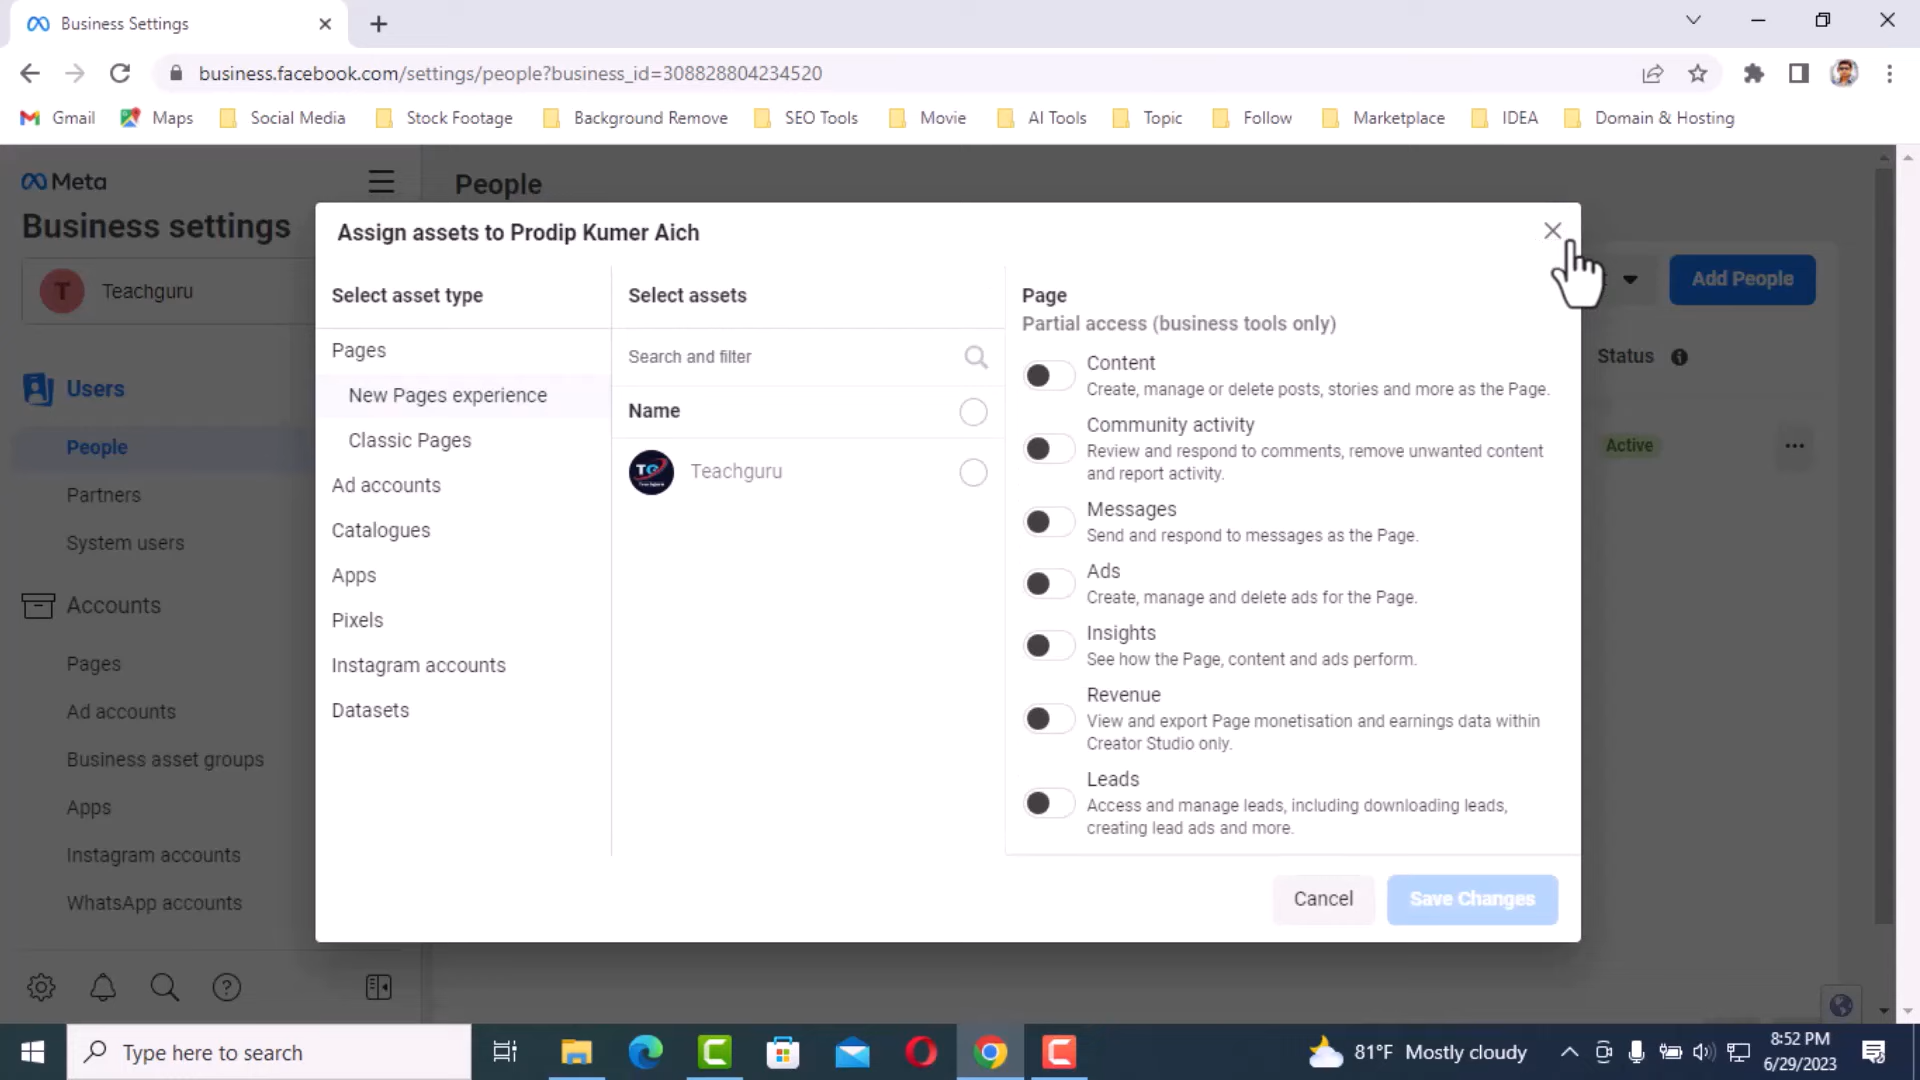 Business Settings
business.facebook.com/settings/people?business_id=308828804234520
Gmail
Maps
Social Media
Stock Footage
Background Remove
SEO Tools
Movie
AI Tools
Topic
Follow
Marketplace
IDEA
Domain & Hosting
Meta
Business settings
T
Teachguru
Users
People
Partners
System users
Accounts
Pages
Ad accounts
Business asset groups
Apps
Instagram accounts
WhatsApp accounts
People
Add People
Status
Active
Assign assets to Prodip Kumer Aich
Select asset type
Pages
New Pages experience
Classic Pages
Ad accounts
Catalogues
Apps
Pixels
Instagram accounts
Datasets
Select assets
Search and filter
Name
Teachguru
Page
Partial access (business tools only)
Content
Create, manage or delete posts, stories and more as the Page.
Community activity
Review and respond to comments, remove unwanted content
and report activity.
Messages
Send and respond to messages as the Page.
Ads
Create, manage and delete ads for the Page.
Insights
See how the Page, content and ads perform.
Revenue
View and export Page monetisation and earnings data within
Creator Studio only.
Leads
Access and manage leads, including downloading leads,
creating lead ads and more.
Cancel
Save Changes
Type here to search
81°F Mostly cloudy
8:52 PM
6/29/2023